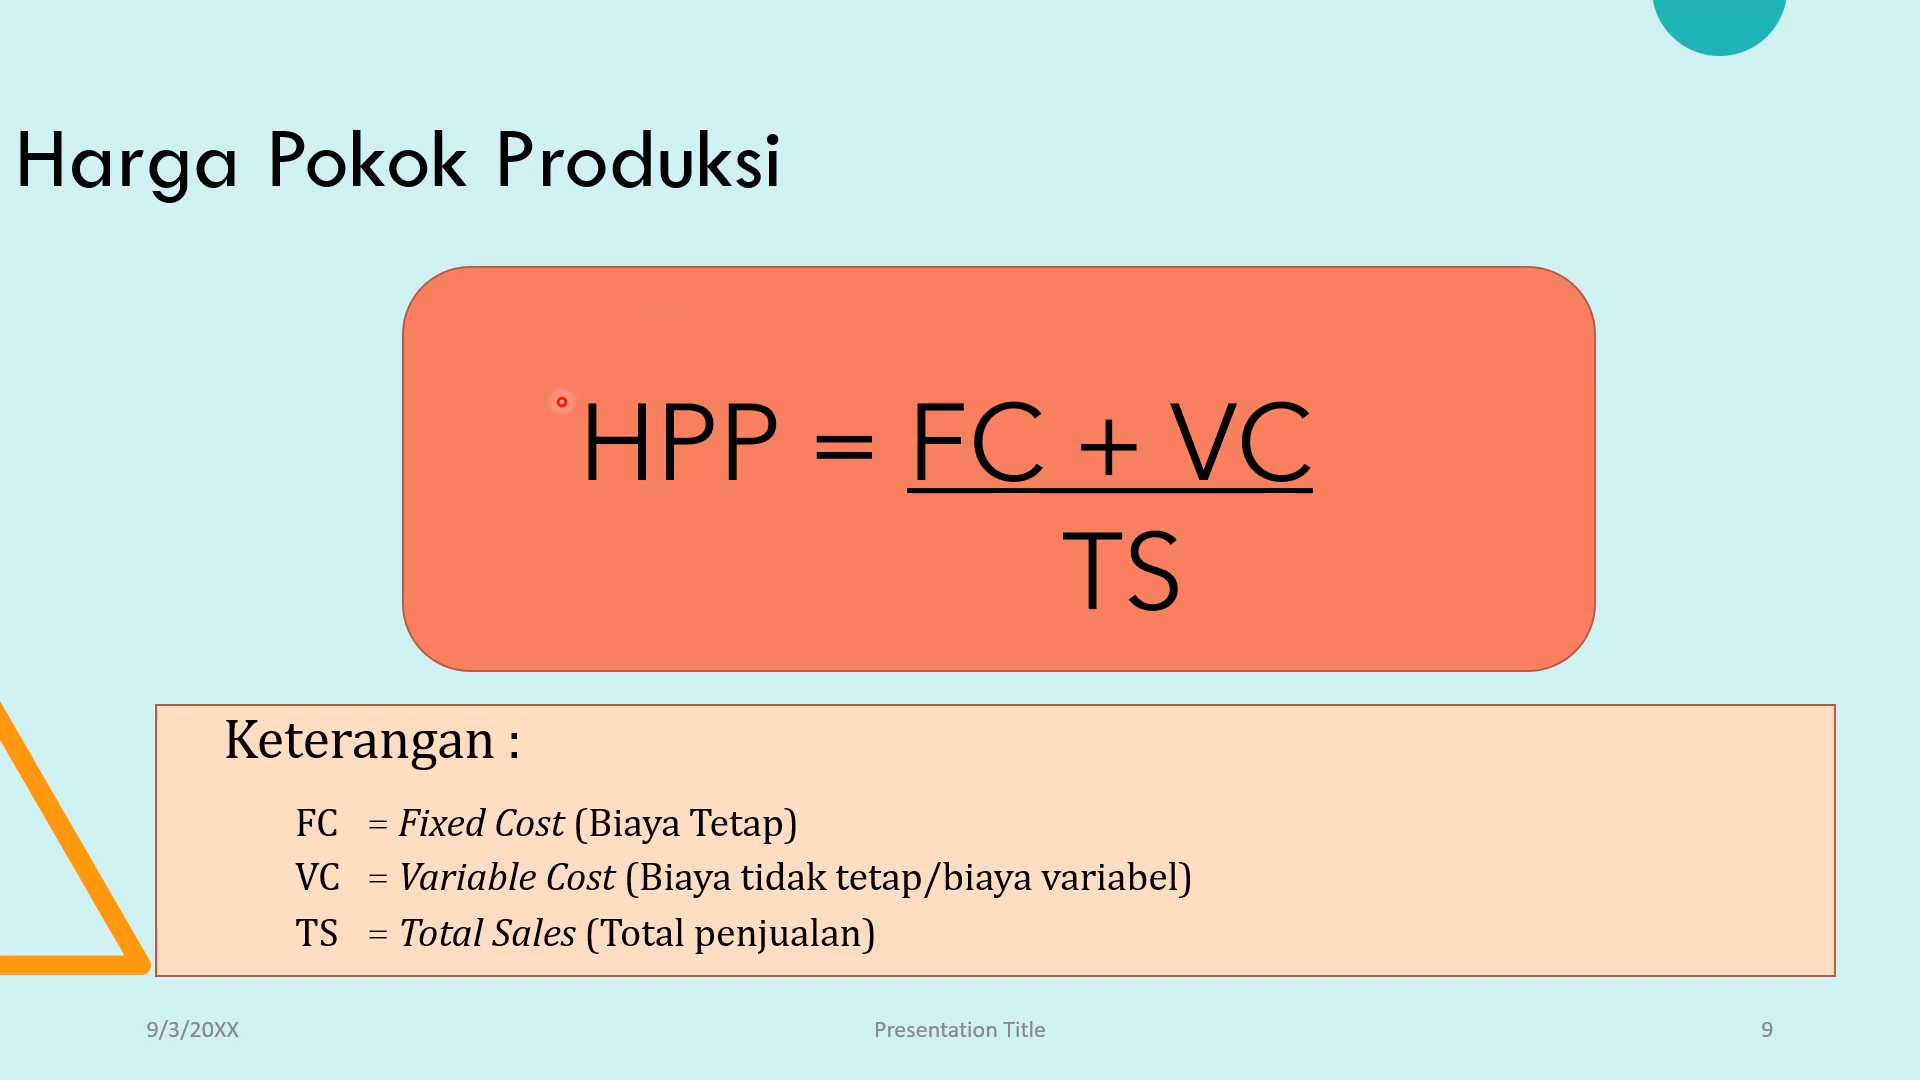 Harga Pokok Produksi
HPP = FC + VC
TS
Keterangan :
FC = Fixed Cost (Biaya Tetap)
VC = Variable Cost (Biaya tidak tetap/biaya variabel)
TS = Total Sales (Total penjualan)
9/3/20XX
Presentation Title
9